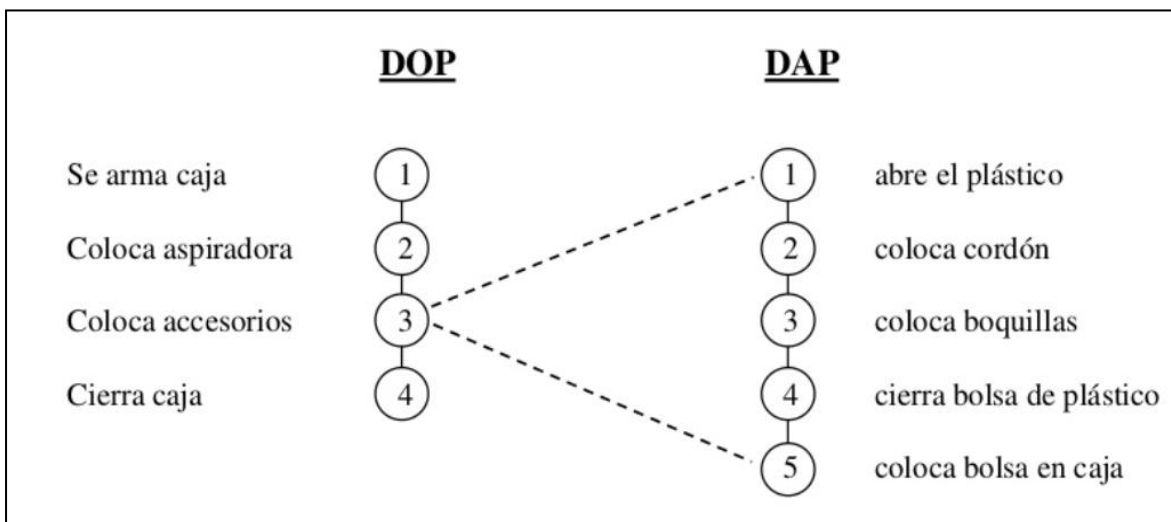 DOP DAP
Se arma caja 1 1 abre el plástico
Coloca aspiradora 2 2 coloca cordón
Coloca accesorios 3 3 coloca boquillas
Cierra caja 4 4 cierra bolsa de plástico
5 coloca bolsa en caja